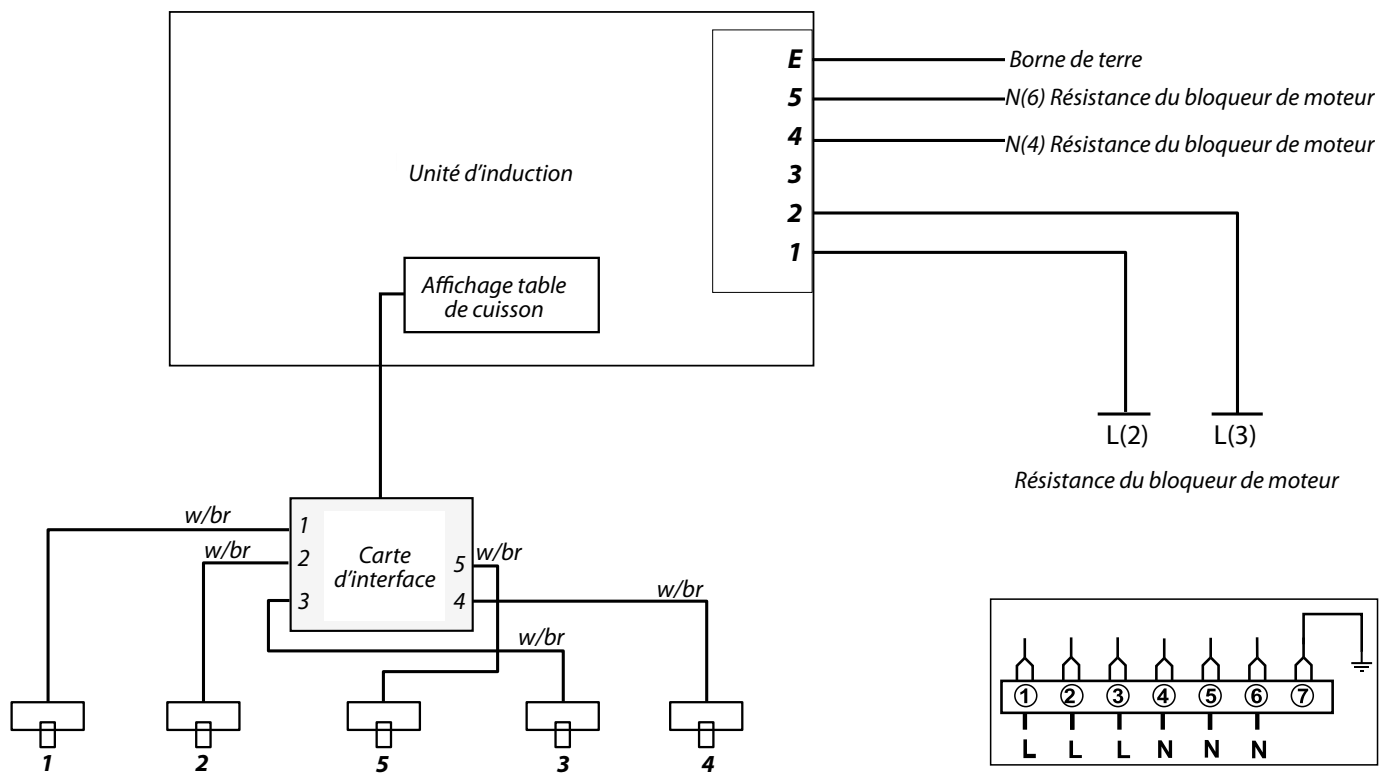 E
Borne de terre
5
N(6) Résistance du bloqueur de moteur
4
N(4) Résistance du bloqueur de moteur
3
2
1
Unité d'induction
Affichage table
de cuisson
L(2)
L(3)
Résistance du bloqueur de moteur
w/br
1
w/br
2
3
Carte
d'interface
5
w/br
4
w/br
w/br
1
2
5
3
4
1 2 3 4 5 6 7
L L L N N N